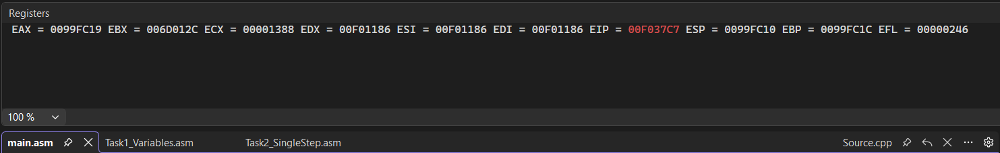 Registers
EAX = 0099FC19 EBX = 006D012C ECX = 00001388 EDX = 00F01186 ESI = 00F01186 EDI = 00F01186 EIP = 00F037C7 ESP = 0099FC10 EBP = 0099FC1C EFL = 00000246
100 %
main.asm Task1_Variables.asm Task2_SingleStep.asm Source.cpp